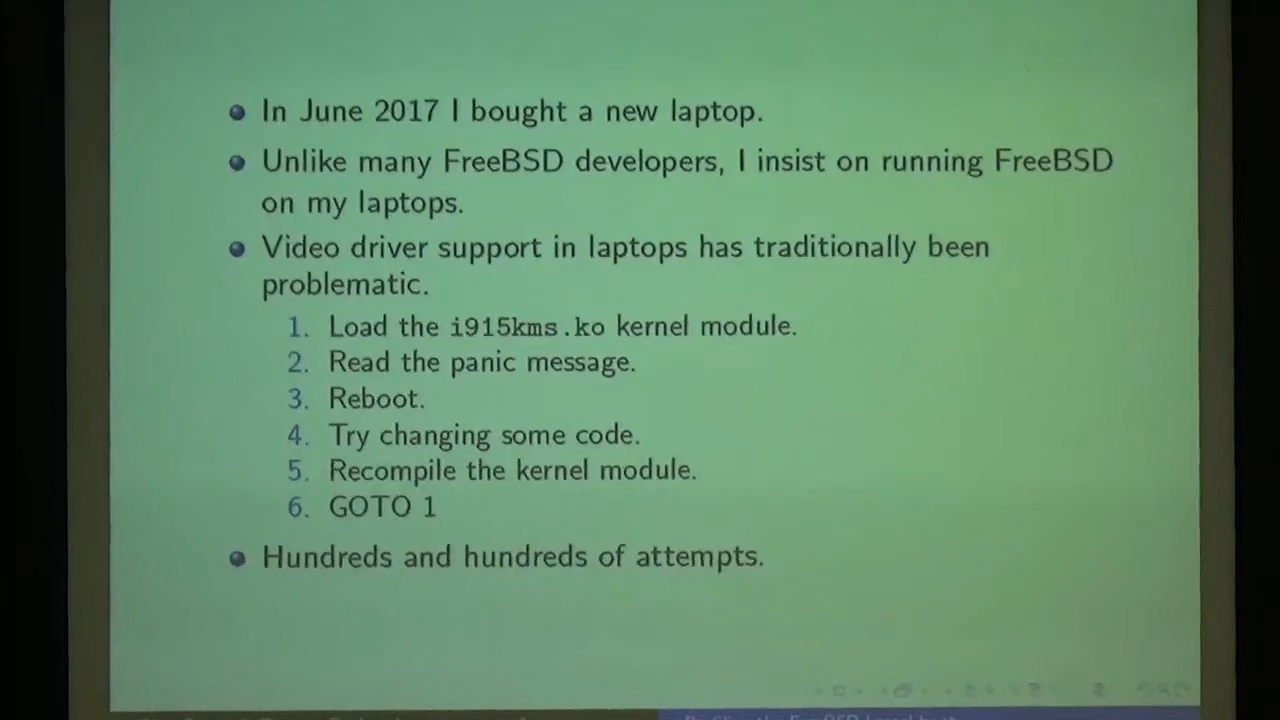 In June 2017 I bought a new laptop.
Unlike many FreeBSD developers, I insist on running FreeBSD
on my laptops.
Video driver support in laptops has traditionally been
problematic.
1. Load the i915kms.ko kernel module.
2. Read the panic message.
3. Reboot.
4. Try changing some code.
5. Recompile the kernel module.
6. GOTO 1
Hundreds and hundreds of attempts.